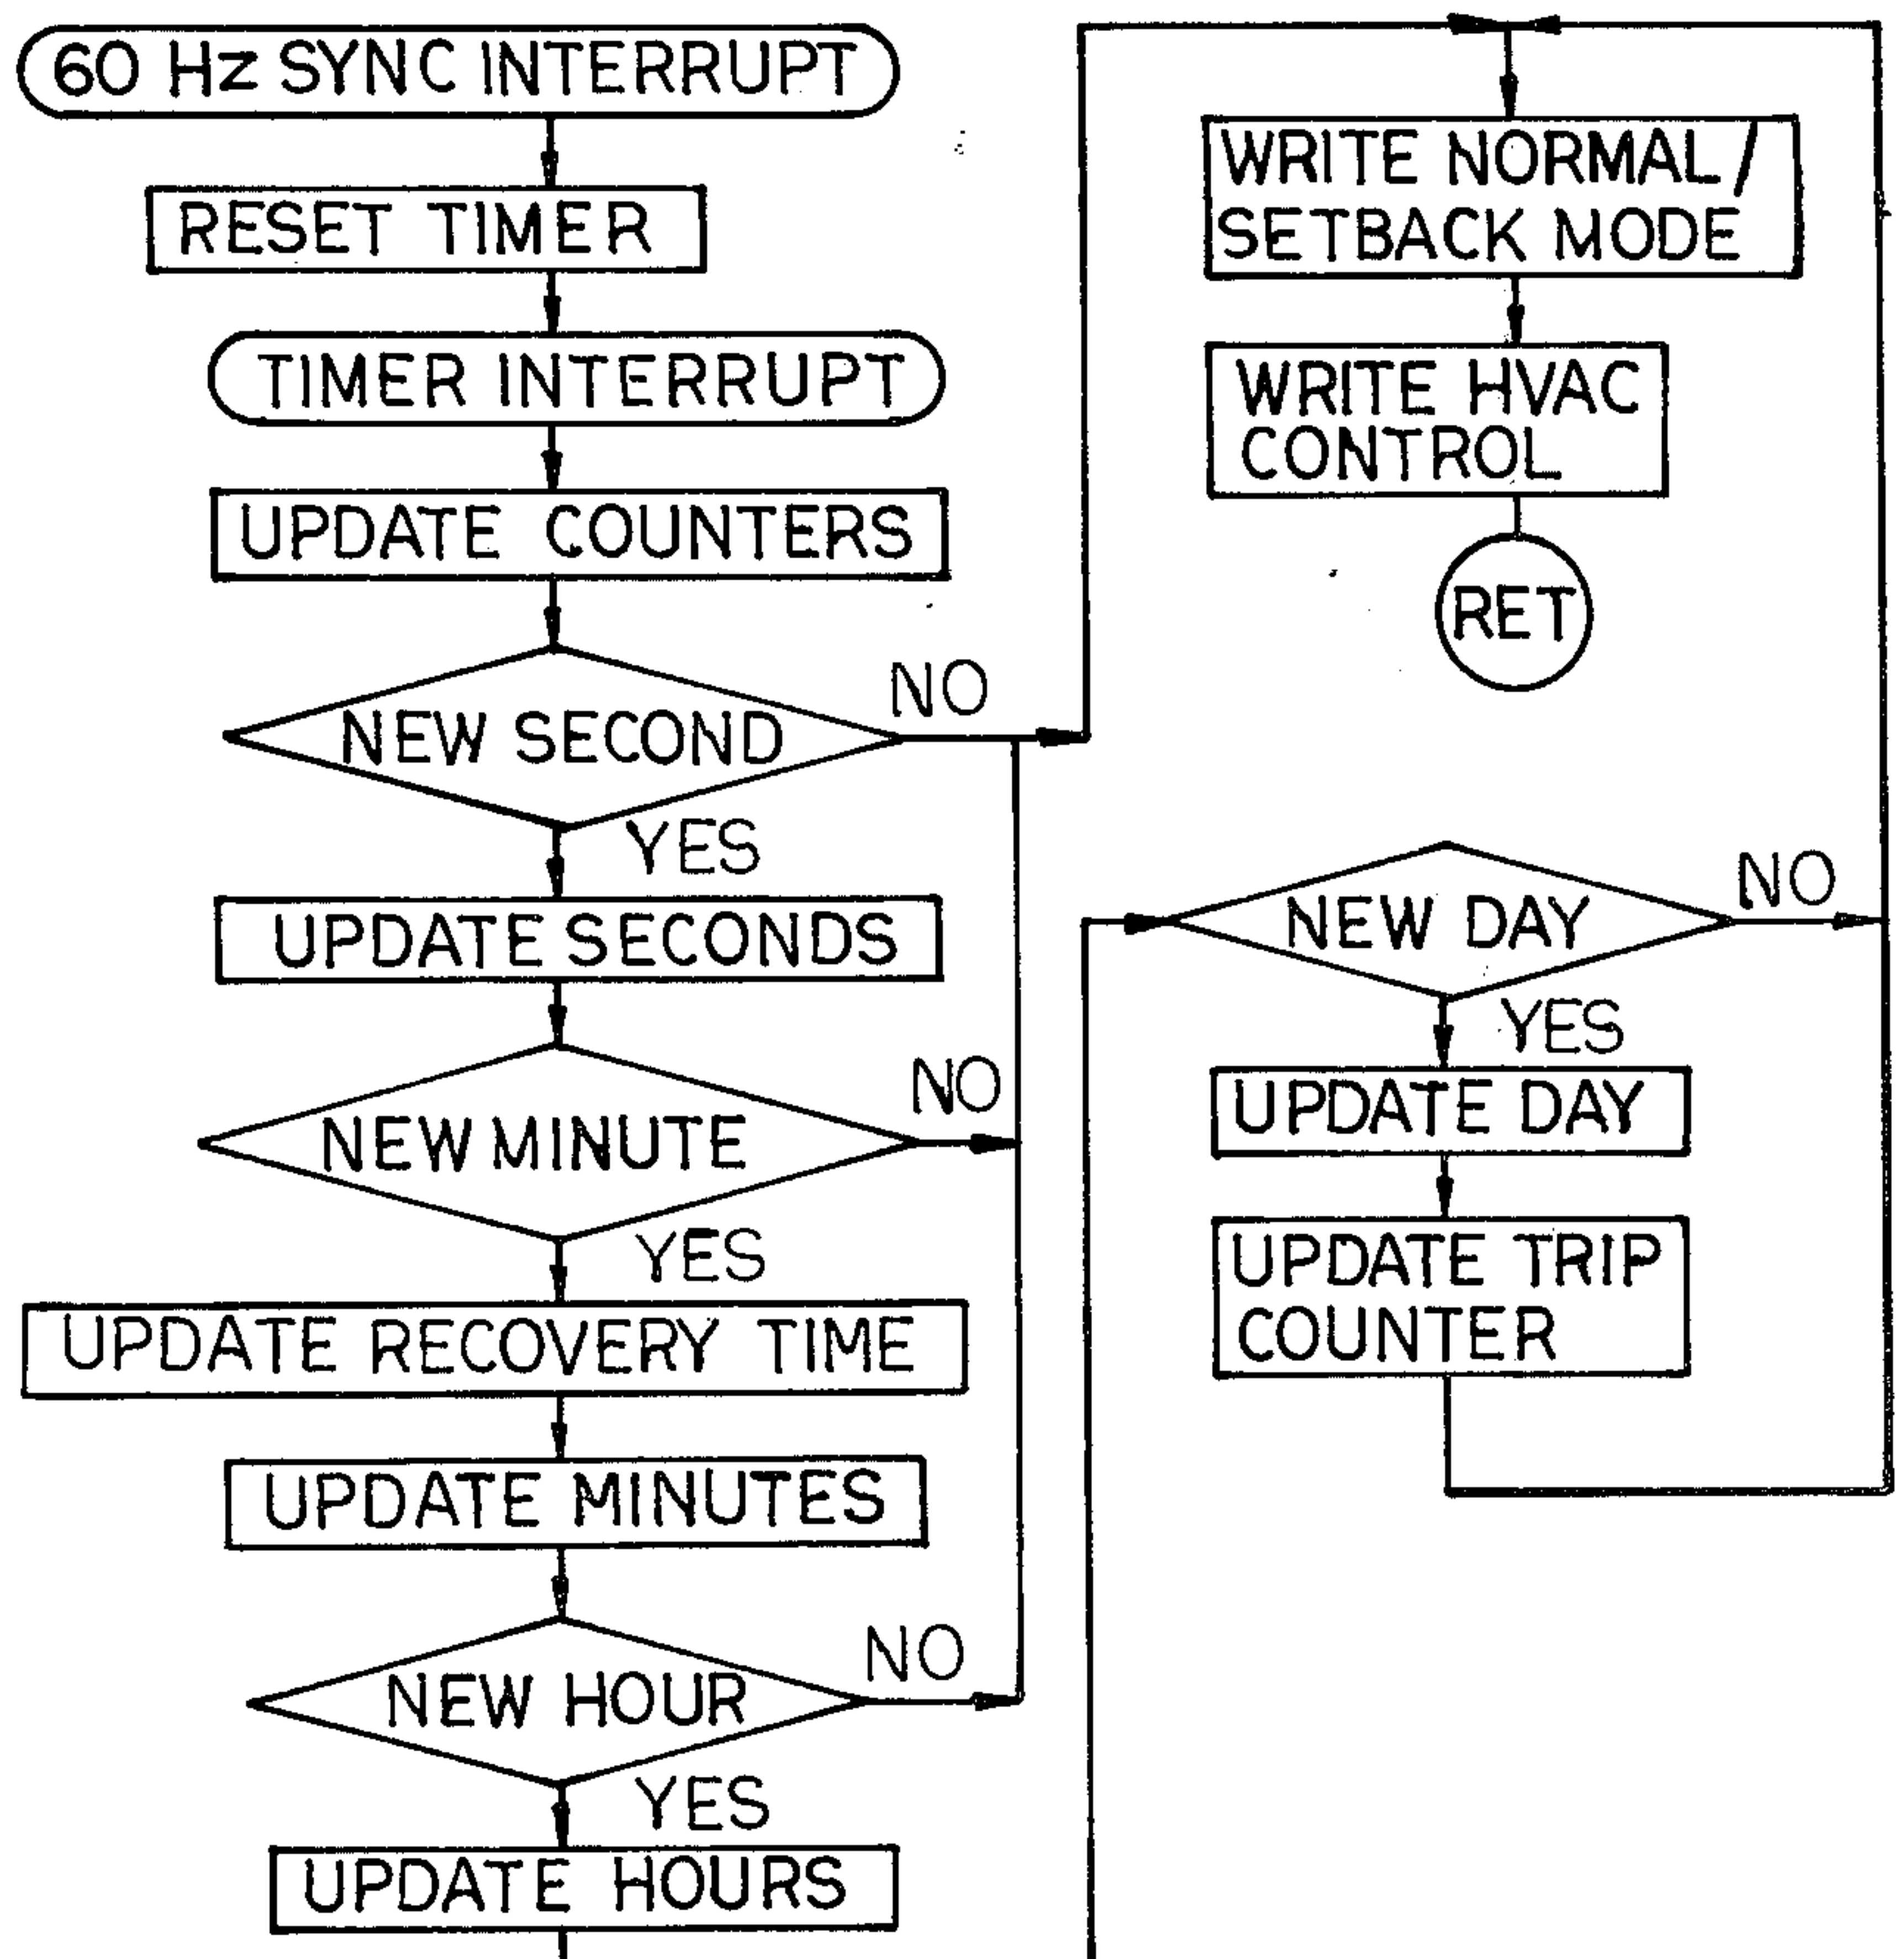 60 Hz SYNC INTERRUPT
RESET TIMER
TIMER INTERRUPT
UPDATE COUNTERS
NEW SECOND
NO
YES
UPDATE SECONDS
NEW MINUTE
NO
YES
UPDATE RECOVERY TIME
UPDATE MINUTES
NEW HOUR
NO
YES
UPDATE HOURS
WRITE NORMAL/
SETBACK MODE
WRITE HVAC
CONTROL
RET
NEW DAY
NO
YES
UPDATE DAY
UPDATE TRIP
COUNTER